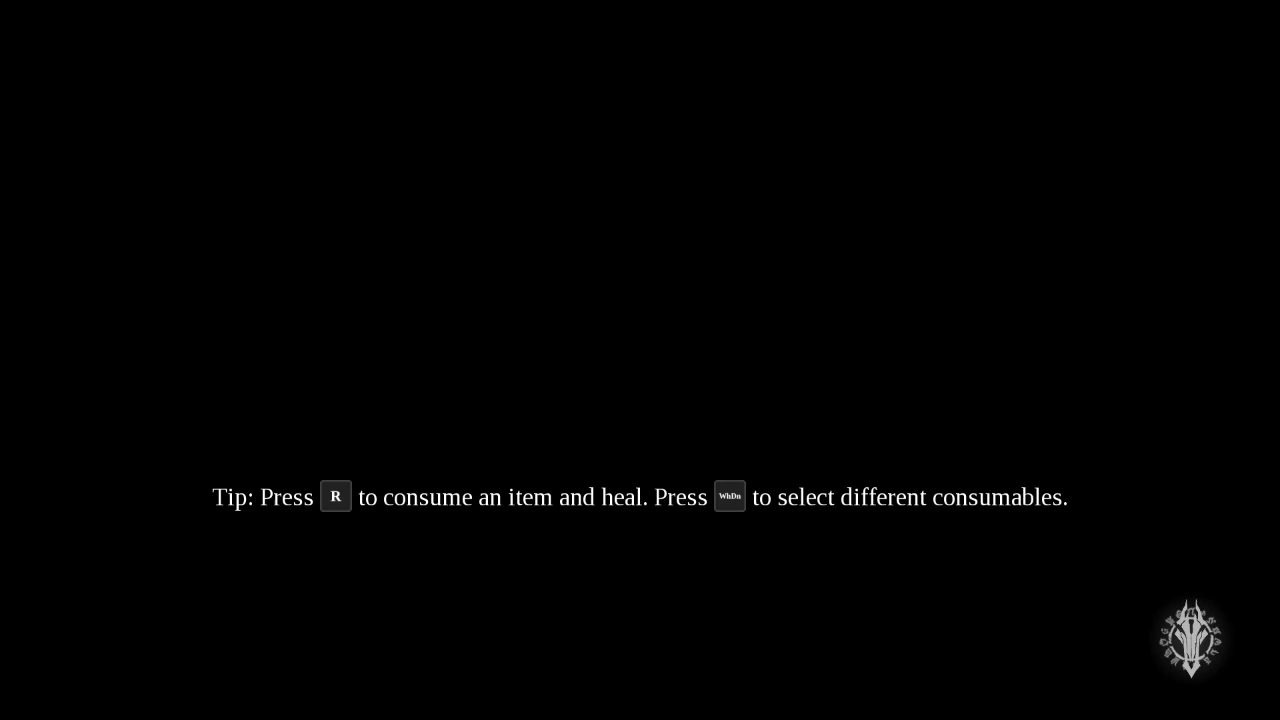 Tip: Press R to consume an item and heal. Press WhDn to select different consumables.